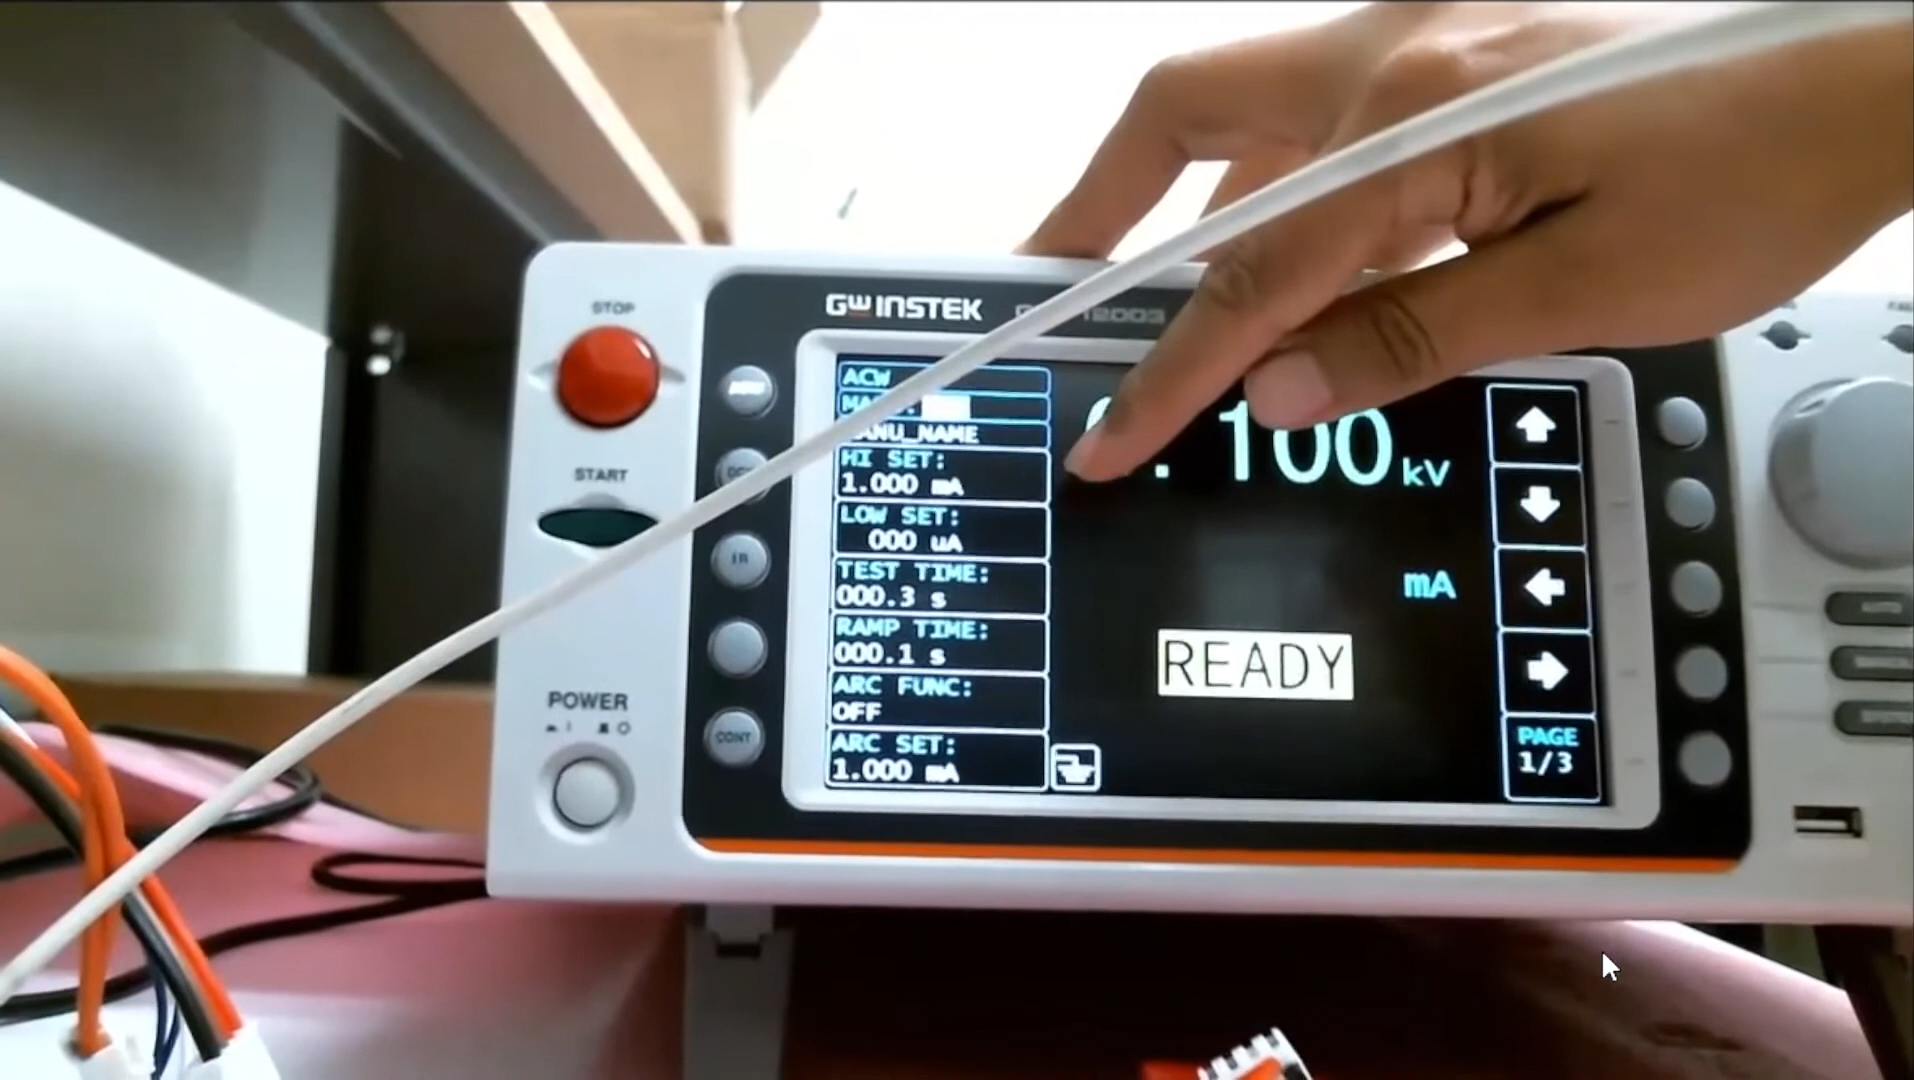 STOP
GW INSTEK
START
IR
POWER
CONT
ACW
MANU_NAME
HI SET:
1.000 mA
LOW SET:
000 uA
TEST TIME:
000.3 s
RAMP TIME:
000.1 s
ARC FUNC:
OFF
ARC SET:
1.000 mA
.100 kV
mA
READY
PAGE
1/3